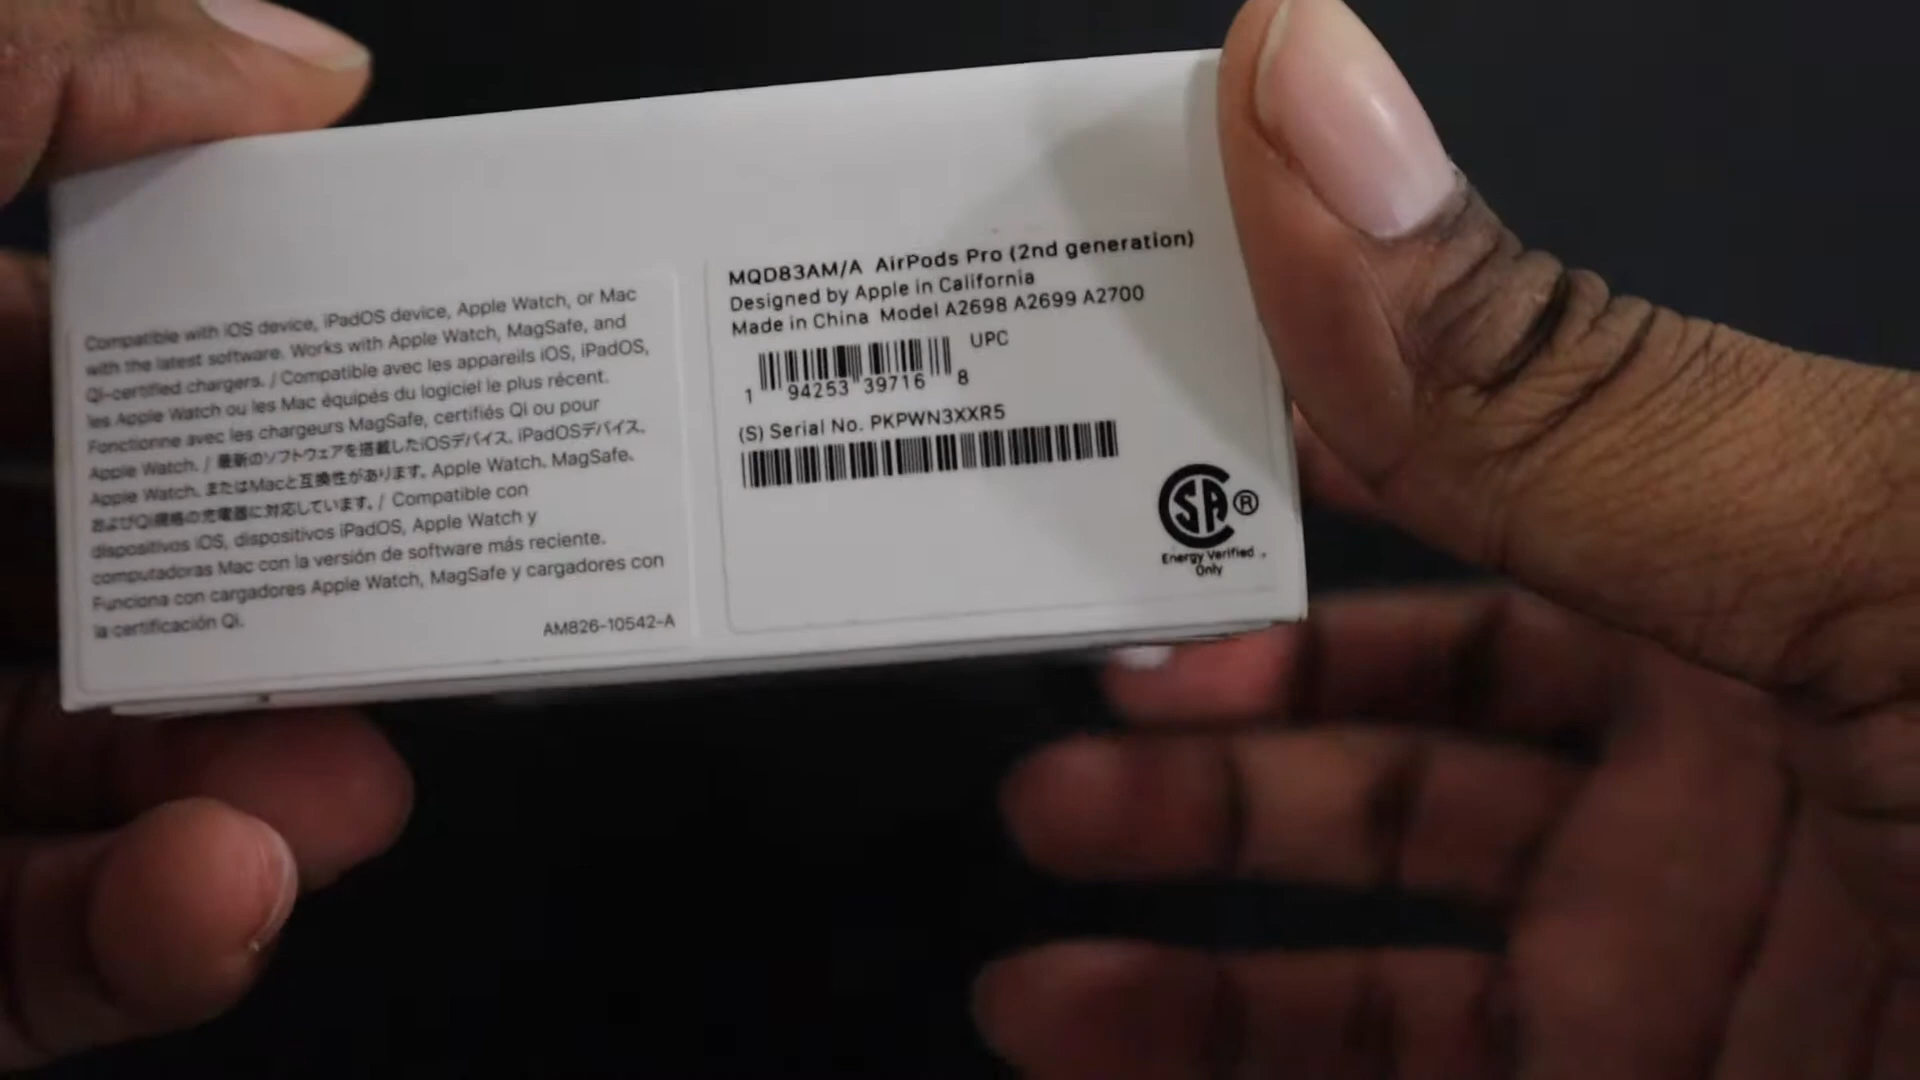 Compatible with iOS device, iPadOS device, Apple Watch, or Mac
with the latest software. Works with Apple Watch, MagSafe, and
Qi-certified chargers. / Compatible avec les appareils iOS, iPadOS,
les Apple Watch ou les Mac équipés du logiciel le plus récent.
Fonctionne avec les chargeurs MagSafe, certifiés Qi ou pour
Apple Watch. / 最新のソフトウェアを搭載したiOSデバイス、iPadOSデバイス、
Apple Watch、またはMacと互換性があります。Apple Watch、MagSafe、
およびQi規格の充電器に対応しています。/ Compatible con
dispositivos iOS, dispositivos iPadOS, Apple Watch y
computadoras Mac con la versión de software más reciente.
Funciona con cargadores Apple Watch, MagSafe y cargadores con
la certificación Qi.
AM826-10542-A
MQD83AM/A AirPods Pro (2nd generation)
Designed by Apple in California
Made in China Model A2698 A2699 A2700
UPC
1 94253 39716 8
(S) Serial No. PKPWN3XXR5
SA ®
Energy Verified
Only